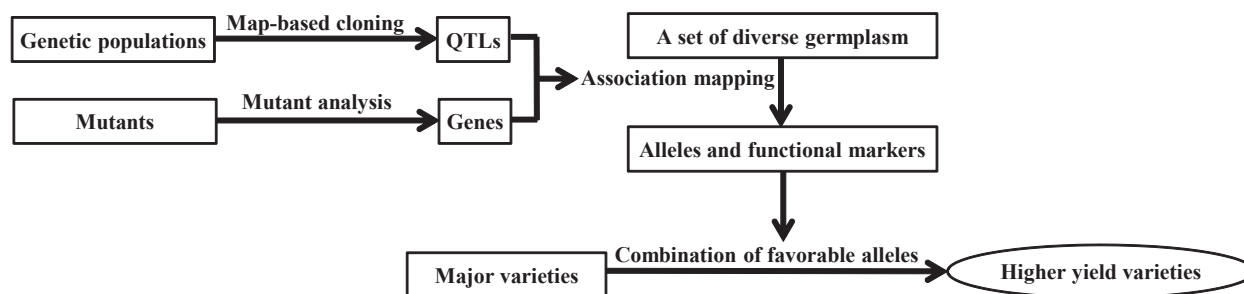 Genetic populations
Map-based cloning
QTLs
Mutants
Mutant analysis
Genes
Association mapping
A set of diverse germplasm
Alleles and functional markers
Major varieties
Combination of favorable alleles
Higher yield varieties